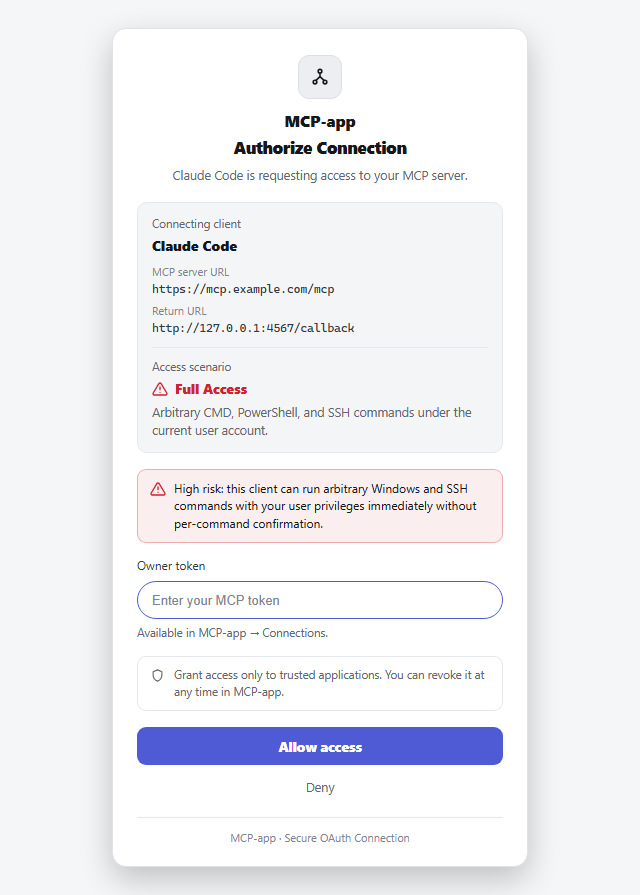 MCP-app
Authorize Connection
Claude Code is requesting access to your MCP server.
Connecting client
Claude Code
MCP server URL
https://mcp.example.com/mcp
Return URL
http://127.0.0.1:4567/callback
Access scenario
Full Access
Arbitrary CMD, PowerShell, and SSH commands under the
current user account.
High risk: this client can run arbitrary Windows and SSH
commands with your user privileges immediately without
per-command confirmation.
Owner token
Enter your MCP token
Available in MCP-app → Connections.
Grant access only to trusted applications. You can revoke it at
any time in MCP-app.
Allow access
Deny
MCP-app · Secure OAuth Connection